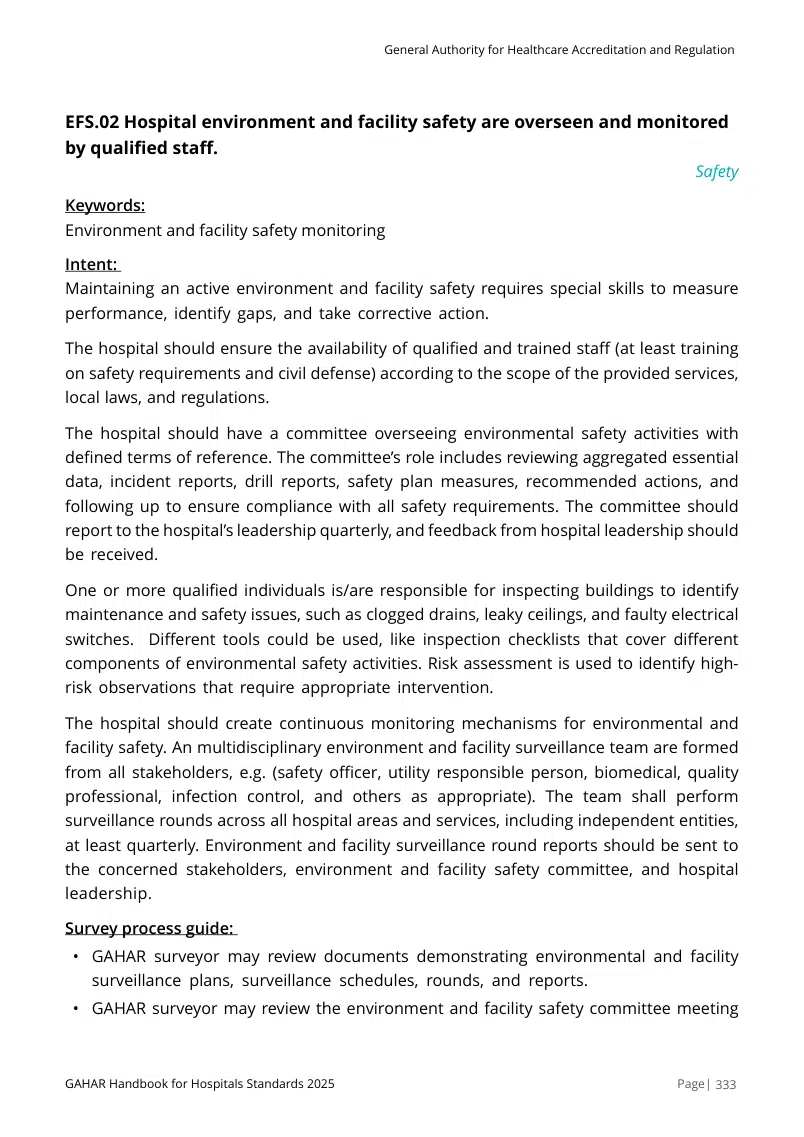 General Authority for Healthcare Accreditation and Regulation
EFS.02 Hospital environment and facility safety are overseen and monitored
by qualified staff.
Safety
Keywords:
Environment and facility safety monitoring
Intent:
Maintaining an active environment and facility safety requires special skills to measure
performance, identify gaps, and take corrective action.
The hospital should ensure the availability of qualified and trained staff (at least training
on safety requirements and civil defense) according to the scope of the provided services,
local laws, and regulations.
The hospital should have a committee overseeing environmental safety activities with
defined terms of reference. The committee’s role includes reviewing aggregated essential
data, incident reports, drill reports, safety plan measures, recommended actions, and
following up to ensure compliance with all safety requirements. The committee should
report to the hospital’s leadership quarterly, and feedback from hospital leadership should
be received.
One or more qualified individuals is/are responsible for inspecting buildings to identify
maintenance and safety issues, such as clogged drains, leaky ceilings, and faulty electrical
switches.  Different tools could be used, like inspection checklists that cover different
components of environmental safety activities. Risk assessment is used to identify high-
risk observations that require appropriate intervention.
The hospital should create continuous monitoring mechanisms for environmental and
facility safety. An multidisciplinary environment and facility surveillance team are formed
from all stakeholders, e.g. (safety officer, utility responsible person, biomedical, quality
professional, infection control, and others as appropriate). The team shall perform
surveillance rounds across all hospital areas and services, including independent entities,
at least quarterly. Environment and facility surveillance round reports should be sent to
the concerned stakeholders, environment and facility safety committee, and hospital
leadership.
Survey process guide:
• GAHAR surveyor may review documents demonstrating environmental and facility
surveillance plans, surveillance schedules, rounds, and reports.
• GAHAR surveyor may review the environment and facility safety committee meeting
GAHAR Handbook for Hospitals Standards 2025
Page| 333